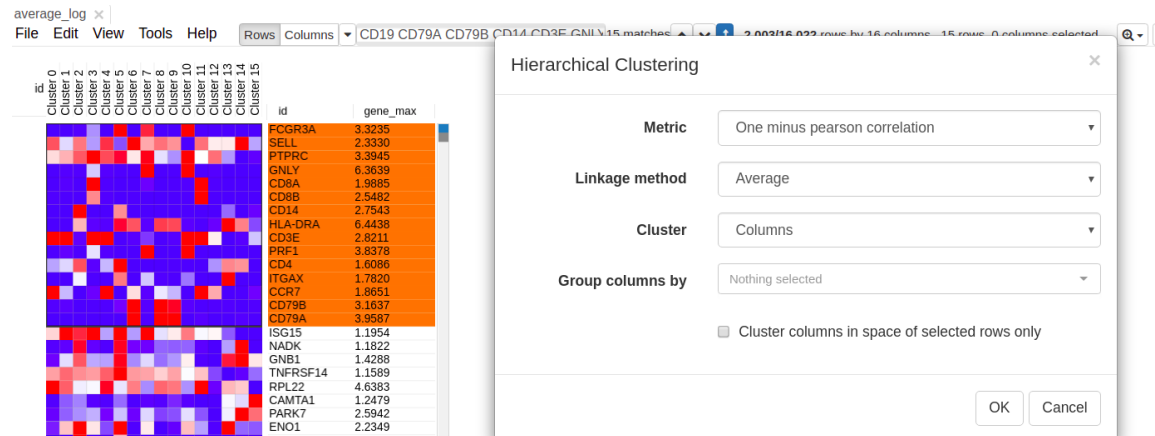 average_log ×
File Edit View Tools Help Rows Columns CD19 CD79A CD79B CD14 CD3E GNLY 15 matches 2,003/16,022 rows by 16 columns 15 rows, 0 columns selected
id Cluster 0 Cluster 1 Cluster 2 Cluster 3 Cluster 4 Cluster 5 Cluster 6 Cluster 7 Cluster 8 Cluster 9 Cluster 10 Cluster 11 Cluster 12 Cluster 13 Cluster 14 Cluster 15
id gene_max
FCGR3A 3.3235
SELL 2.3330
PTPRC 3.3945
GNLY 6.3639
CD8A 1.9885
CD8B 2.5482
CD14 2.7543
HLA-DRA 6.4438
CD3E 2.8211
PRF1 3.8378
CD4 1.6086
ITGAX 1.7820
CCR7 1.8651
CD79B 3.1637
CD79A 3.9587
ISG15 1.1954
NADK 1.1822
GNB1 1.4288
TNFRSF14 1.1589
RPL22 4.6383
CAMTA1 1.2479
PARK7 2.5942
ENO1 2.2349
Hierarchical Clustering ×
Metric One minus pearson correlation
Linkage method Average
Cluster Columns
Group columns by Nothing selected
Cluster columns in space of selected rows only
OK Cancel